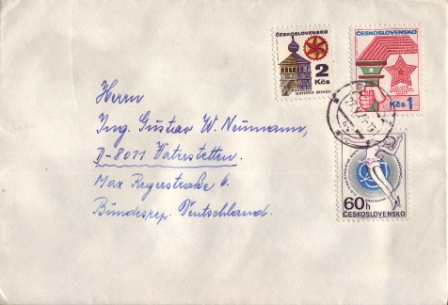 ČESKOSLOVENSKO
2
Kčs
ČESKOSLOVENSKO
Kčs 1
Herrn
Ing. Gustav W. Neumann,
D-8011 Vaterstetten.
Max Regerstraße 6.
Bundesrep. Deutschland.
60h
ČESKOSLOVENSKO